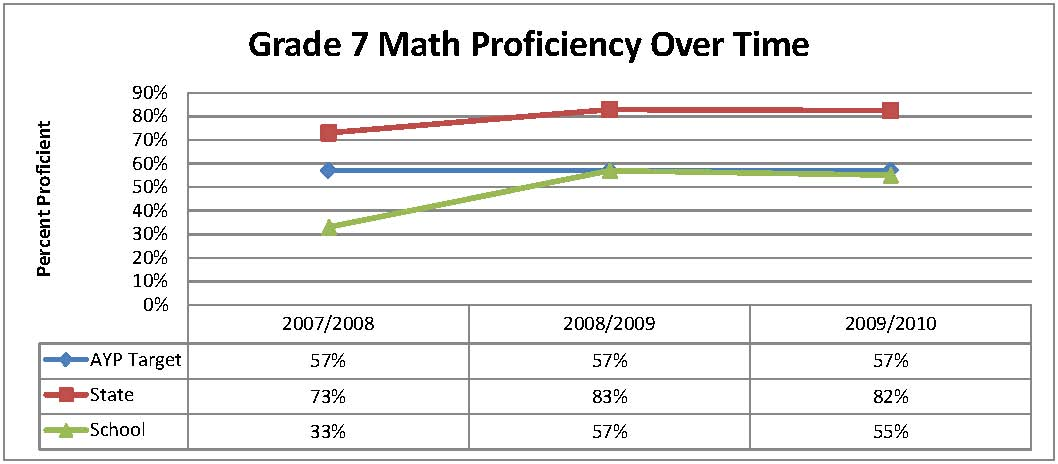 Grade 7 Math Proficiency Over Time
Percent Proficient
90%
80%
70%
60%
50%
40%
30%
20%
10%
0%
2007/2008 2008/2009 2009/2010
AYP Target 57% 57% 57%
State 73% 83% 82%
School 33% 57% 55%